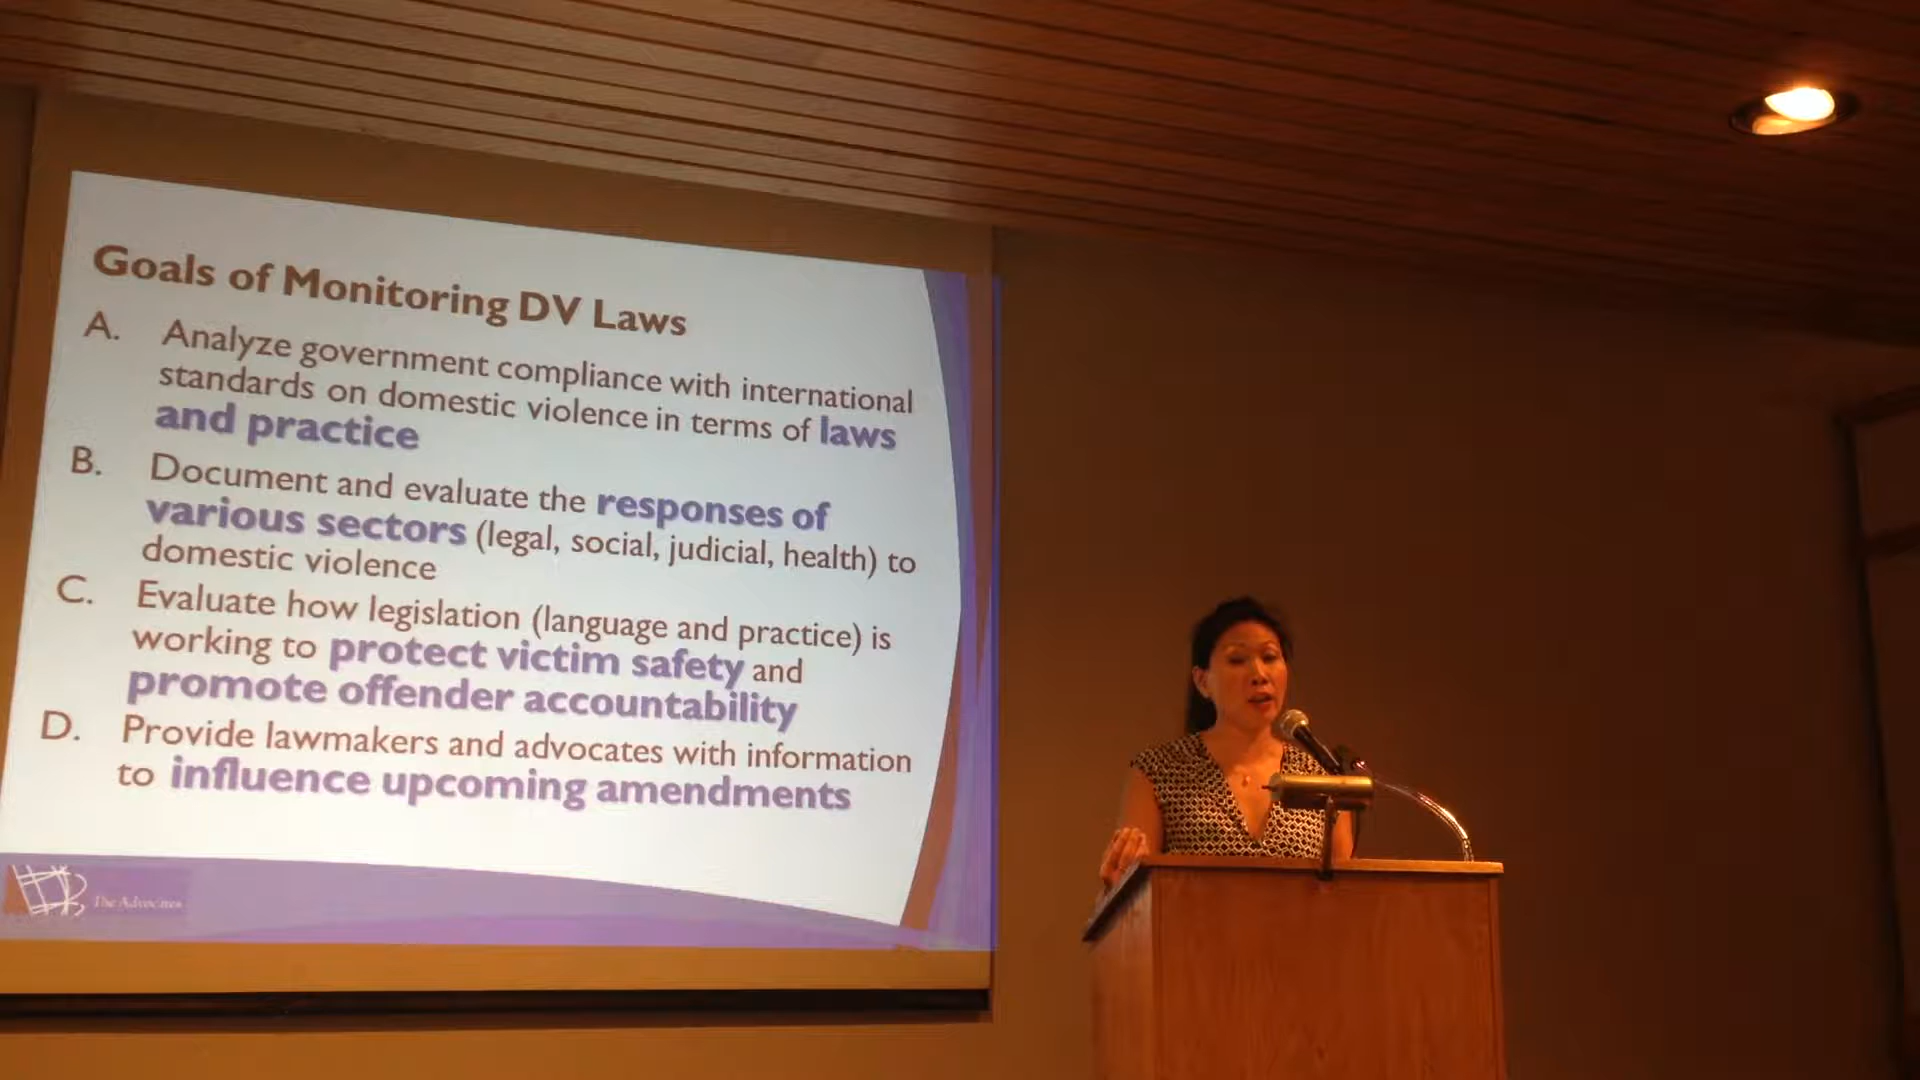 Goals of Monitoring DV Laws
A. Analyze government compliance with international
standards on domestic violence in terms of laws
and practice
B. Document and evaluate the responses of
various sectors (legal, social, judicial, health) to
domestic violence
C. Evaluate how legislation (language and practice) is
working to protect victim safety and
promote offender accountability
D. Provide lawmakers and advocates with information
to influence upcoming amendments
The Advocates